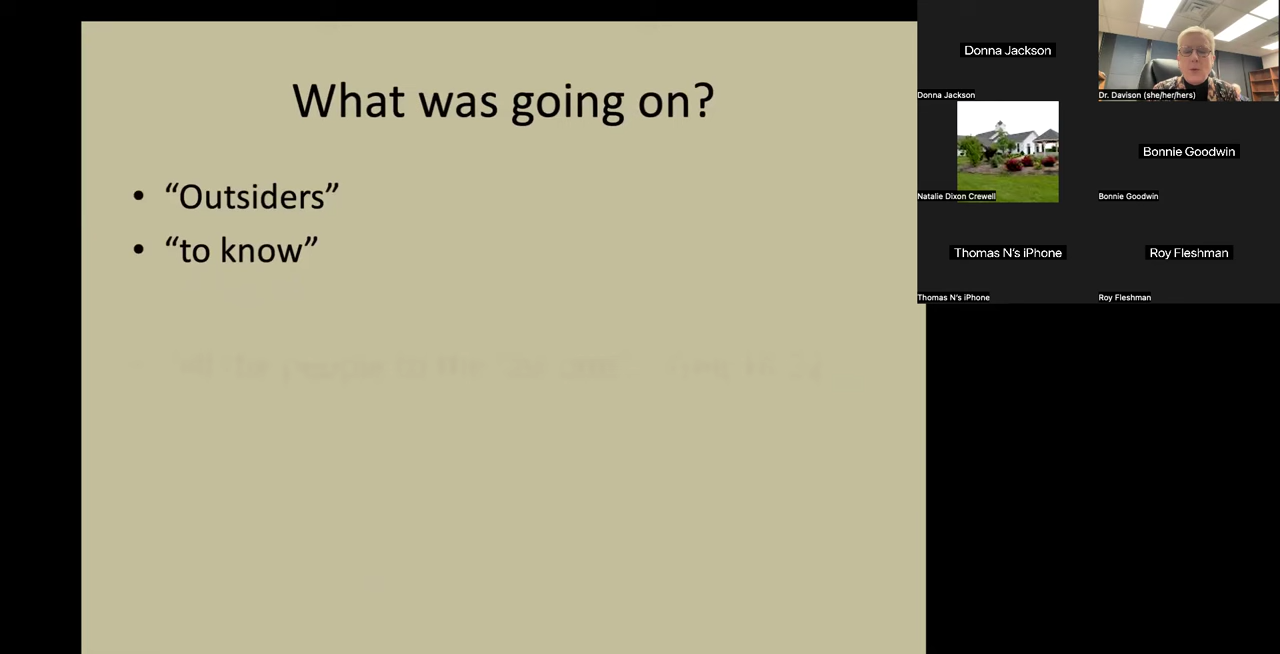 What was going on?
• “Outsiders”
• “to know”
Donna Jackson
Donna Jackson
Dr. Davison (she/her/hers)
Natalie Dixon Crewell
Bonnie Goodwin
Bonnie Goodwin
Thomas N's iPhone
Thomas N's iPhone
Roy Fleshman
Roy Fleshman